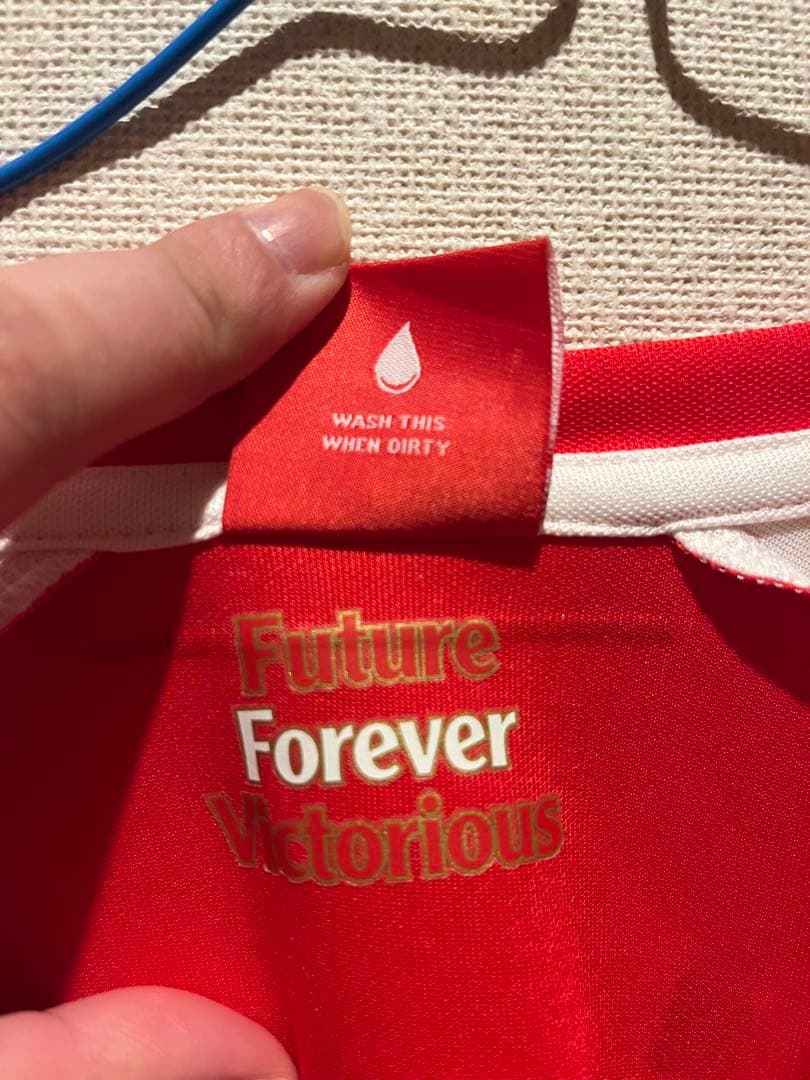 WASH THIS
WHEN DIRTY
Future
Forever
Victorious